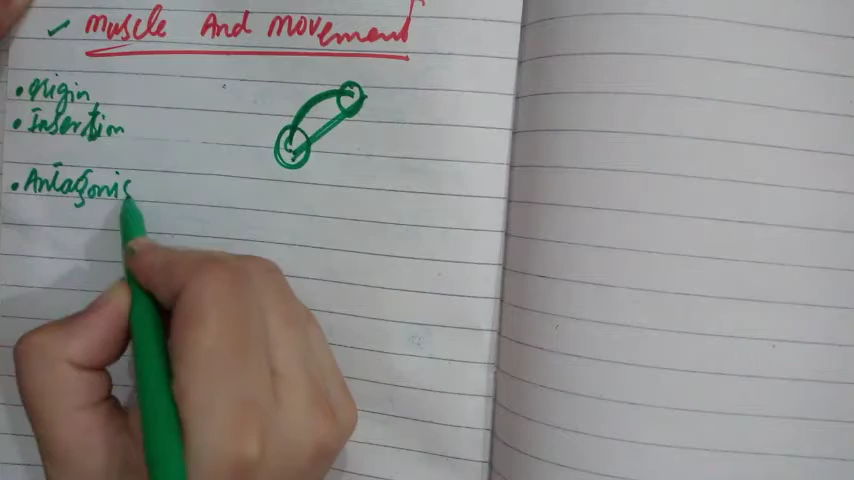 ✓ Muscle And Movement
• Origin
• Insertion
• Antagonis